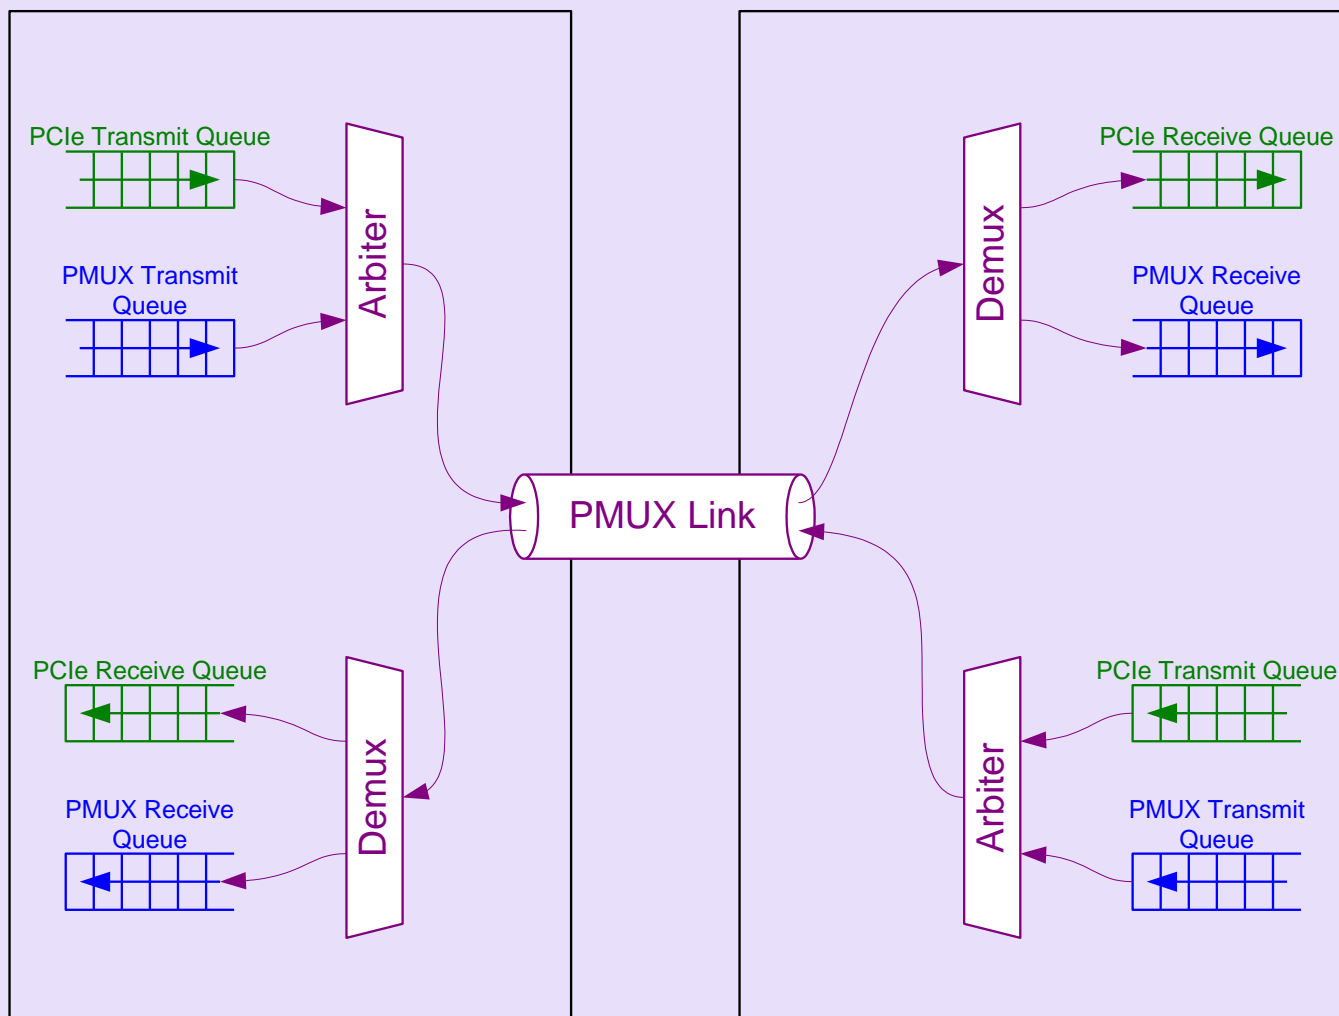 PCIe Transmit Queue
PMUX Transmit
Queue
Arbiter
Demux
PCIe Receive Queue
PMUX Receive
Queue
PMUX Link
PCIe Receive Queue
PMUX Receive
Queue
Demux
Arbiter
PCIe Transmit Queue
PMUX Transmit
Queue